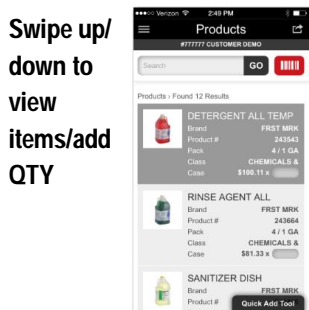 Swipe up/
down to
view
items/add
QTY
Verizon 2:49 PM
Products
#777777 CUSTOMER DEMO
Search GO
Products › Found 12 Results
DETERGENT ALL TEMP
Brand FRST MRK
Product # 243543
Pack 4 / 1 GA
Class CHEMICALS &
Case $100.11 x
RINSE AGENT ALL
Brand FRST MRK
Product # 243664
Pack 4 / 1 GA
Class CHEMICALS &
Case $81.33 x
SANITIZER DISH
Brand FRST MRK
Product # Quick Add Tool